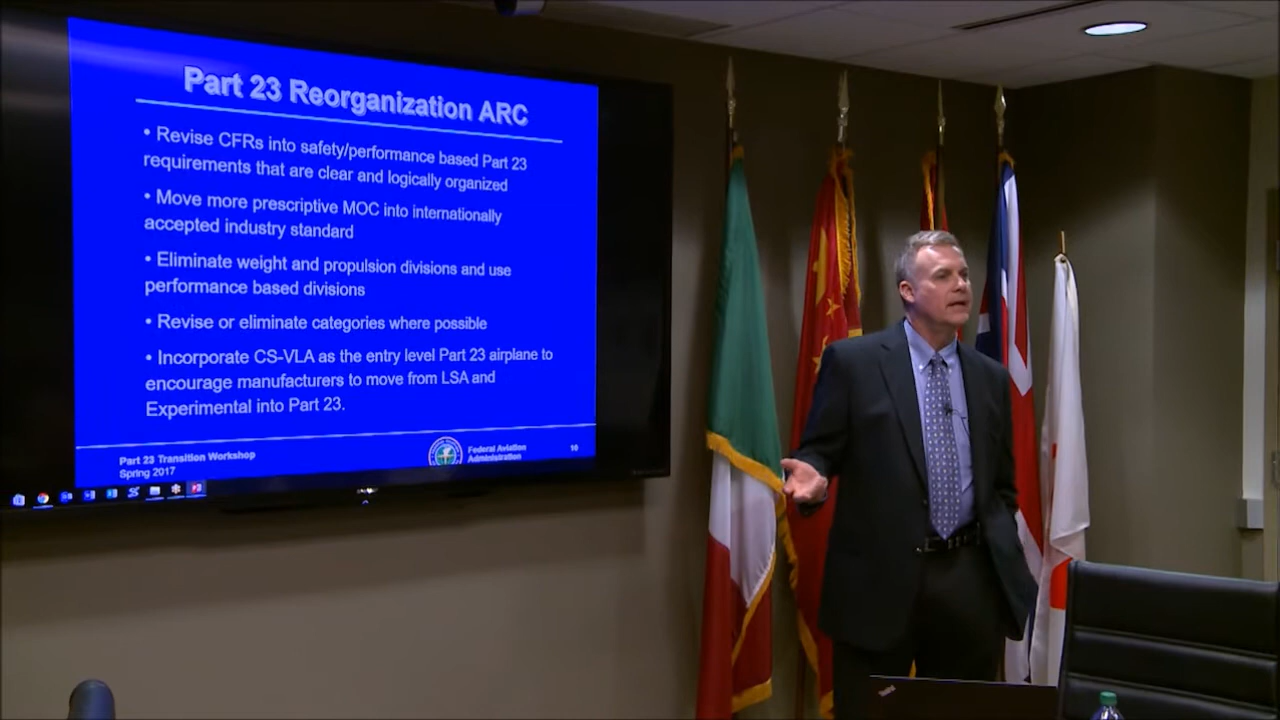 Part 23 Reorganization ARC
• Revise CFRs into safety/performance based Part 23
requirements that are clear and logically organized
• Move more prescriptive MOC into internationally
accepted industry standard
• Eliminate weight and propulsion divisions and use
performance based divisions
• Revise or eliminate categories where possible
• Incorporate CS-VLA as the entry level Part 23 airplane to
encourage manufacturers to move from LSA and
Experimental into Part 23.
Part 23 Transition Workshop
Spring 2017
Federal Aviation
Administration
10